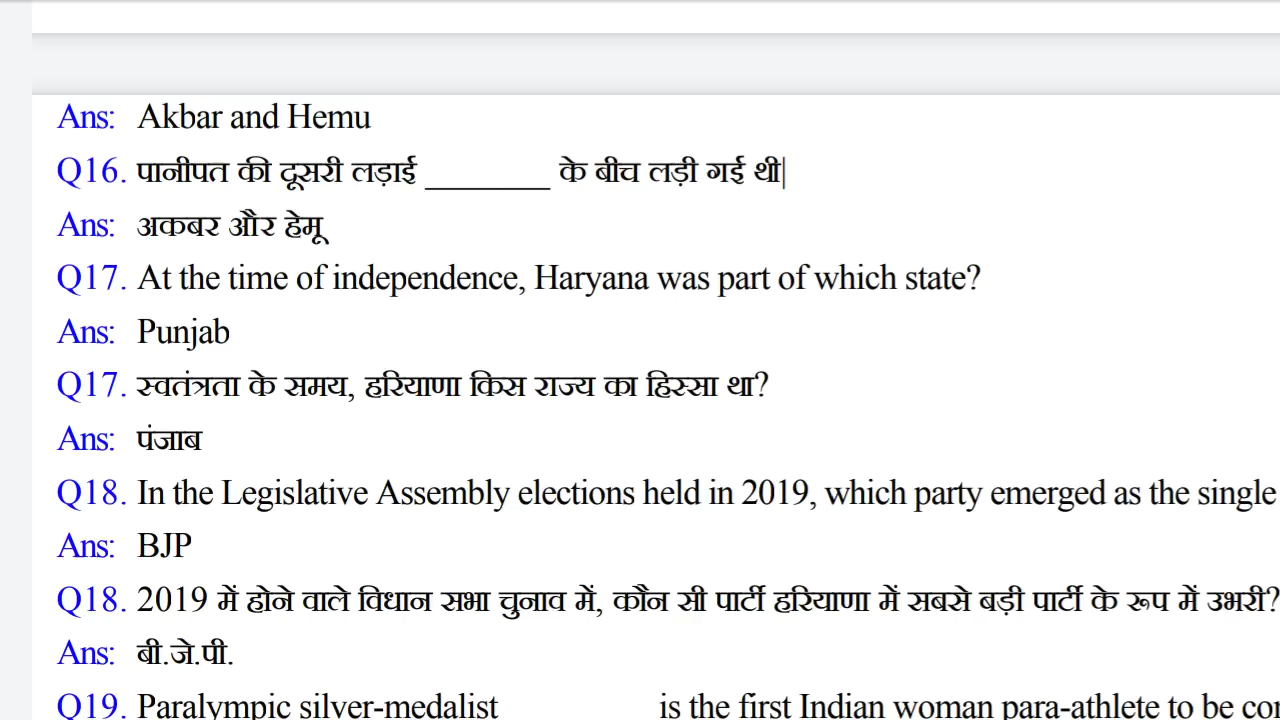 Ans: Akbar and Hemu
Q16. पानीपत की दूसरी लड़ाई ________ के बीच लड़ी गई थी|
Ans: अकबर और हेमू
Q17. At the time of independence, Haryana was part of which state?
Ans: Punjab
Q17. स्वतंत्रता के समय, हरियाणा किस राज्य का हिस्सा था?
Ans: पंजाब
Q18. In the Legislative Assembly elections held in 2019, which party emerged as the single
Ans: BJP
Q18. 2019 में होने वाले विधान सभा चुनाव में, कौन सी पार्टी हरियाणा में सबसे बड़ी पार्टी के रूप में उभरी?
Ans: बी.जे.पी.
Q19. Paralympic silver-medalist is the first Indian woman para-athlete to be